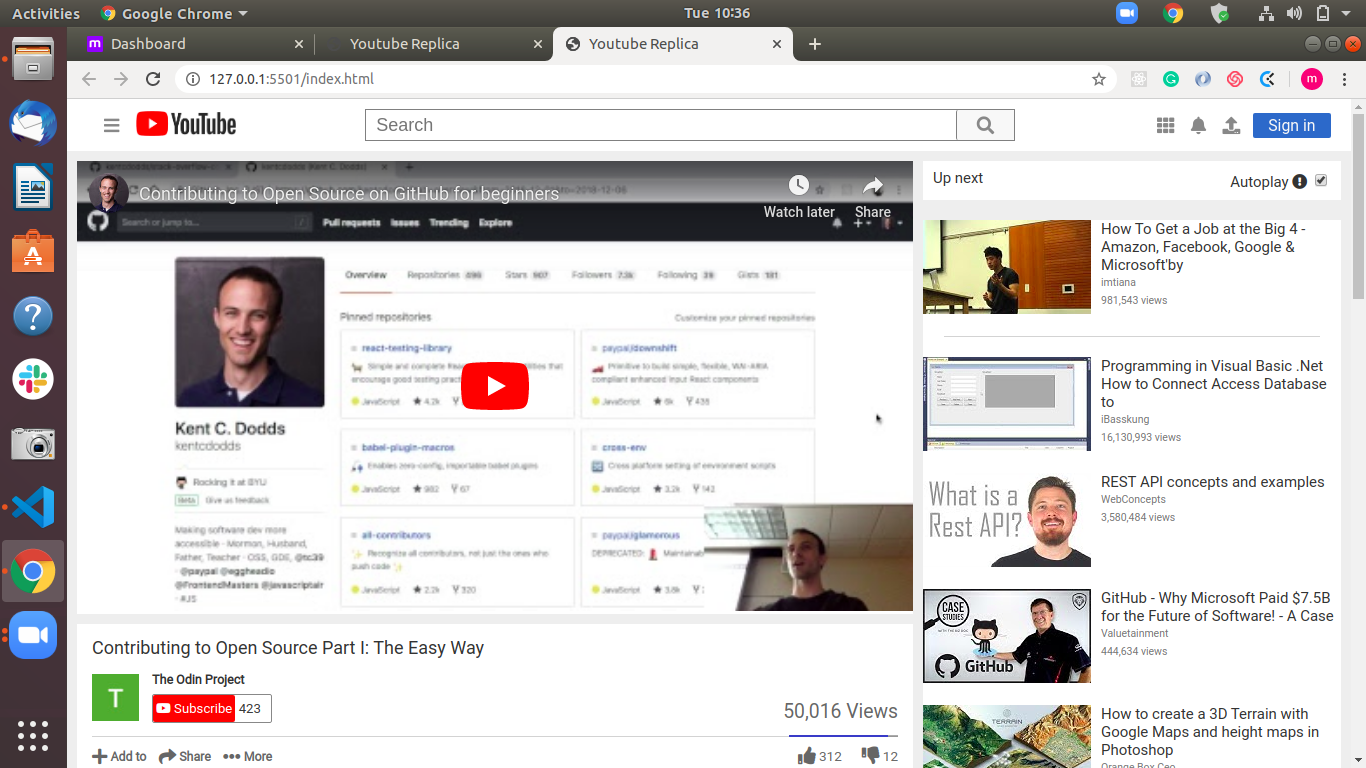 Activities
Google Chrome
Tue 10:36
Dashboard
Youtube Replica
Youtube Replica
127.0.0.1:5501/index.html
m
YouTube
Search
Sign in
Contributing to Open Source on GitHub for beginners
Watch later
Share
Search or jump to...
Pull requests Issues Trending Explore
Overview Repositories Stars 907 Followers 7.3k Following Gists
Pinned repositories
Customize your pinned repositories
react-testing-library
Simple and complete
encourage good testing
JavaScript 4.2k
paypal/downshift
Primitive to build simple, flexible, WAI-ARIA
compliant enhanced input React components
JavaScript 6k 438
Kent C. Dodds
kentcdodds
Rocking it at @YU
Beta Give us feedback
Making software dev more
accessible · Mormon, Husband,
Father, Teacher · OSS, GDE, @tc39
· @paypal @eggheadio
@FrontendMasters @javascriptair
· #JS
babel-plugin-macros
Enables zero-config, importable babel plugins
JavaScript 982 67
cross-env
Cross platform setting of environment scripts
JavaScript 3.2k 142
all-contributors
Recognize all contributors, not just the ones who
push code
JavaScript 2.2k 320
paypal/glamorous
DEPRECATED:
JavaScript 3.6k
Contributing to Open Source Part I: The Easy Way
T
The Odin Project
Subscribe 423
50,016 Views
Add to
Share
More
312
12
Up next
Autoplay
How To Get a Job at the Big 4 -
Amazon, Facebook, Google &
Microsoft'by
imtiana
981,543 views
Programming in Visual Basic .Net
How to Connect Access Database
to
iBasskung
16,130,993 views
What is a
Rest API?
REST API concepts and examples
WebConcepts
3,580,484 views
CASE
STUDIES
GitHub
GitHub - Why Microsoft Paid $7.5B
for the Future of Software! - A Case
Valuetainment
444,634 views
TERRAIN
How to create a 3D Terrain with
Google Maps and height maps in
Photoshop
Orange Box Ceo